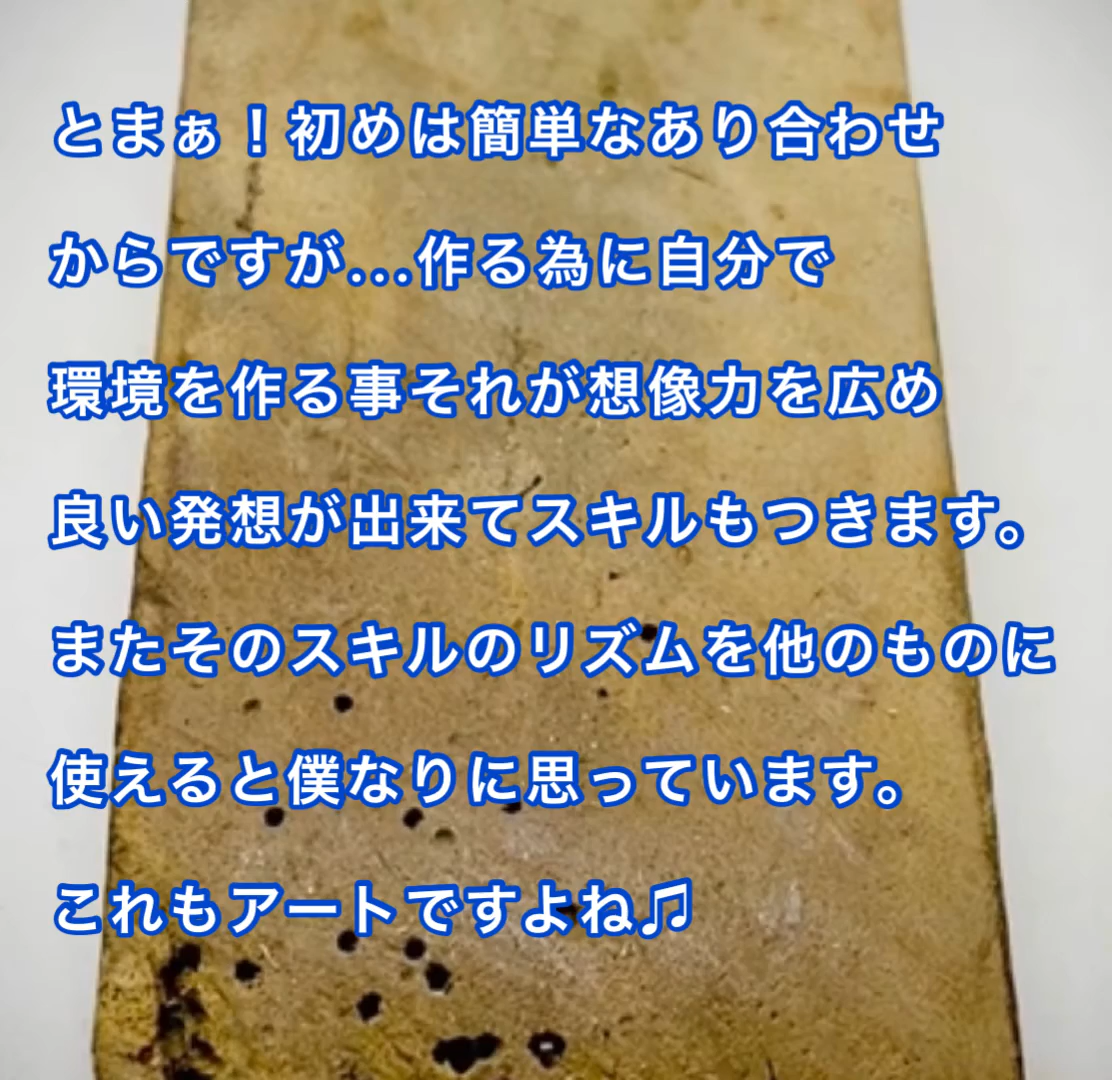 とまぁ！初めは簡単なあり合わせ
からですが…作る為に自分で
環境を作る事それが想像力を広め
良い発想が出来てスキルもつきます。
またそのスキルのリズムを他のものに
使えると僕なりに思っています。
これもアートですよね♫